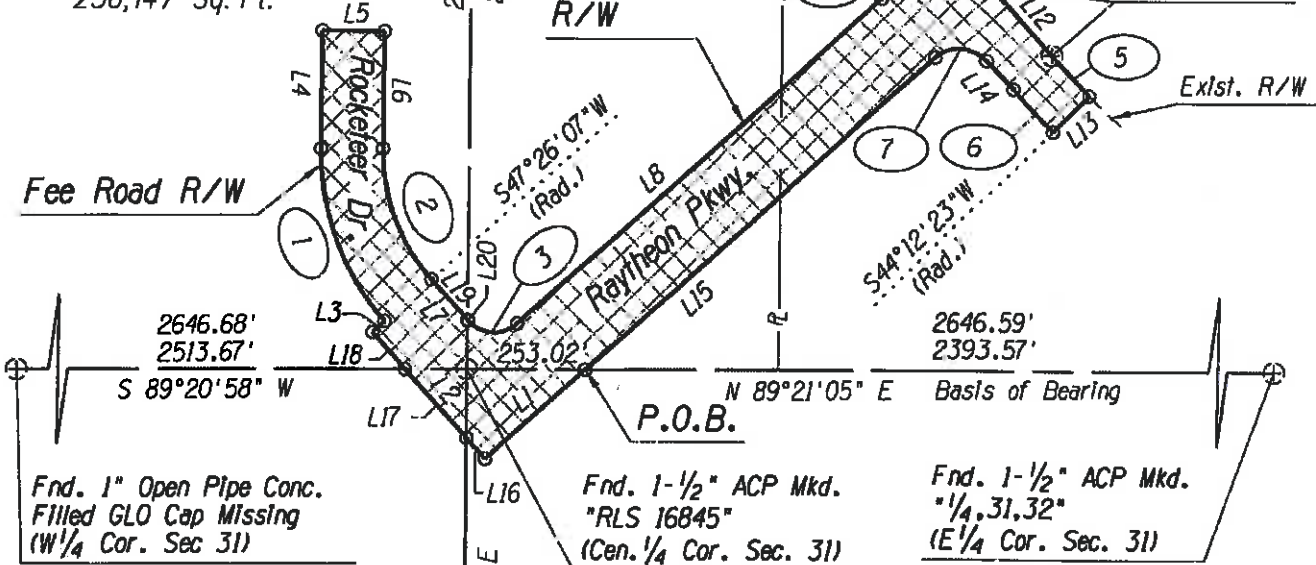 L5
R/W
L12
5
Exist. R/W
L4
Rocketeer Dr.
L6
L14
L13
7
6
S47°26'07"W
(Rad.)
L8
Fee Road R/W
2
1
L20
3
Raytheon Pkwy.
S44°12'23"W
(Rad.)
L19
L7
L15
L3
2646.68'
2513.67'
S 89°20'58" W
L18
253.02'
2646.59'
2393.57'
N 89°21'05" E Basis of Bearing
L17
L2
L1
P.O.B.
L16
E
Fnd. 1" Open Pipe Conc.
Filled GLO Cap Missing
(W1/4 Cor. Sec 31)
Fnd. 1-1/2" ACP Mkd.
"RLS 16845"
(Cen. 1/4 Cor. Sec. 31)
Fnd. 1-1/2" ACP Mkd.
"1/4,31,32"
(E1/4 Cor. Sec. 31)